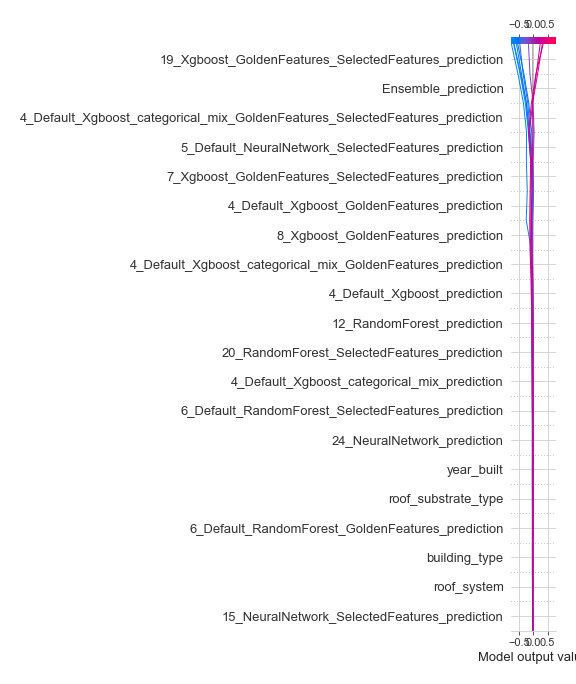 −0.5 0.0 0.5
19_Xgboost_GoldenFeatures_SelectedFeatures_prediction
Ensemble_prediction
4_Default_Xgboost_categorical_mix_GoldenFeatures_SelectedFeatures_prediction
5_Default_NeuralNetwork_SelectedFeatures_prediction
7_Xgboost_GoldenFeatures_SelectedFeatures_prediction
4_Default_Xgboost_GoldenFeatures_prediction
8_Xgboost_GoldenFeatures_prediction
4_Default_Xgboost_categorical_mix_GoldenFeatures_prediction
4_Default_Xgboost_prediction
12_RandomForest_prediction
20_RandomForest_SelectedFeatures_prediction
4_Default_Xgboost_categorical_mix_prediction
6_Default_RandomForest_SelectedFeatures_prediction
24_NeuralNetwork_prediction
year_built
roof_substrate_type
6_Default_RandomForest_GoldenFeatures_prediction
building_type
roof_system
15_NeuralNetwork_SelectedFeatures_prediction
−0.5 0.0 0.5
Model output valu